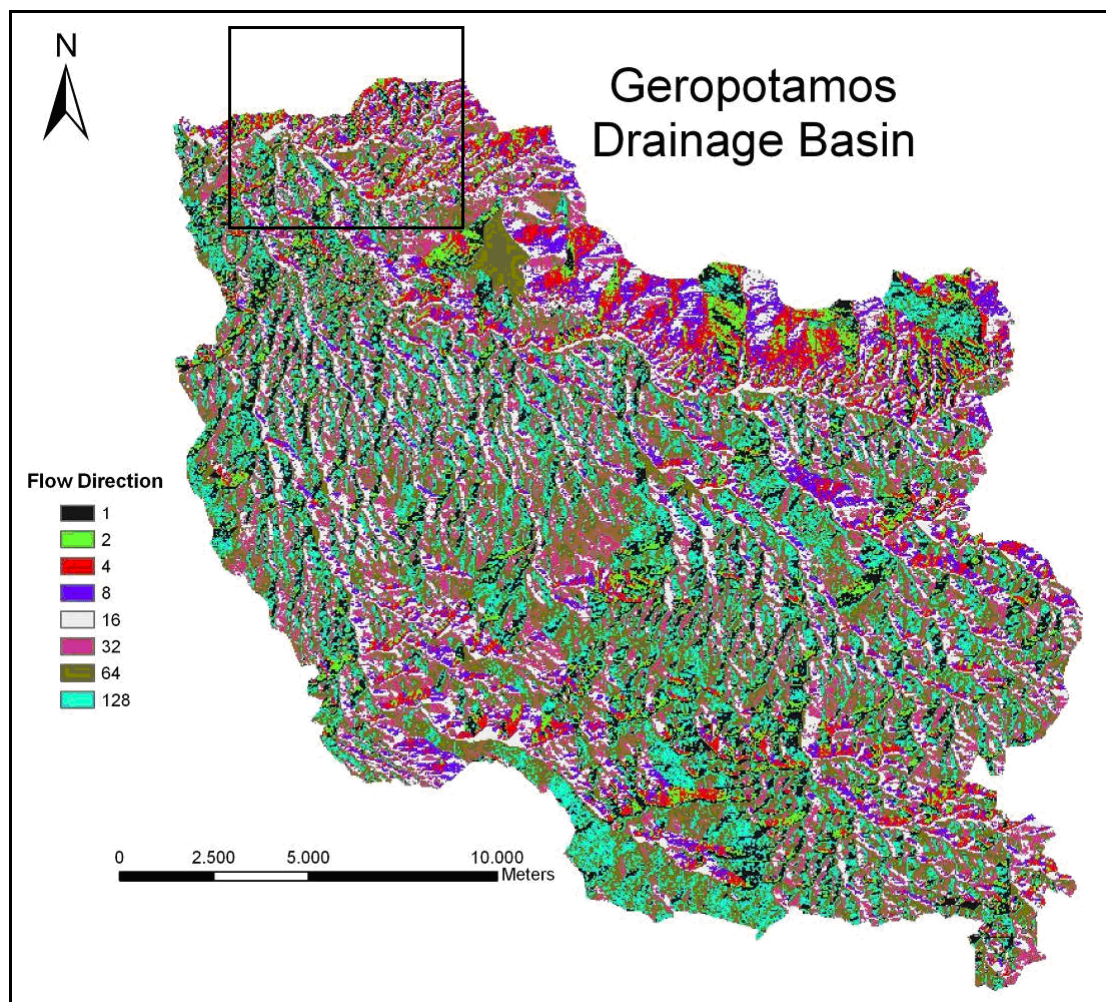 N
Geropotamos
Drainage Basin
Flow Direction
1
2
4
8
16
32
64
128
0 2.500 5.000 10.000
Meters